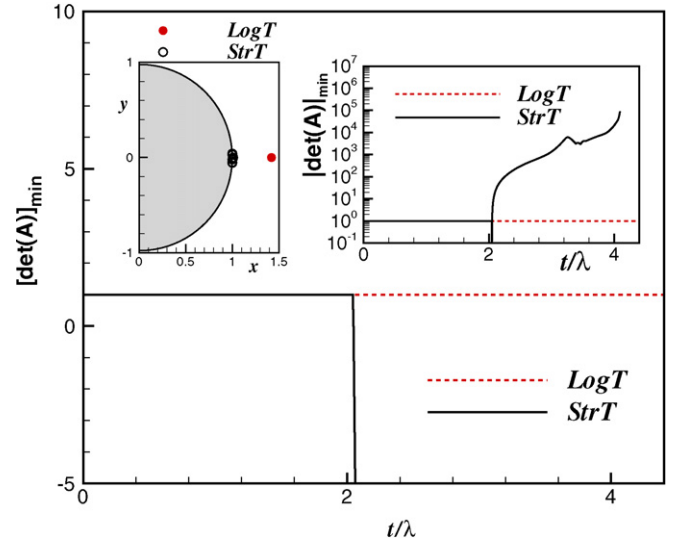 10
5
0
-5
[det(A)]min
0
2
4
t/λ
LogT
StrT
LogT
StrT
1
y
0
-1
0
0.5
1
1.5
x
10^7
10^6
10^5
10^4
10^3
10^2
10^1
10^0
10^-1
|det(A)|min
LogT
StrT
0
2
4
t/λ